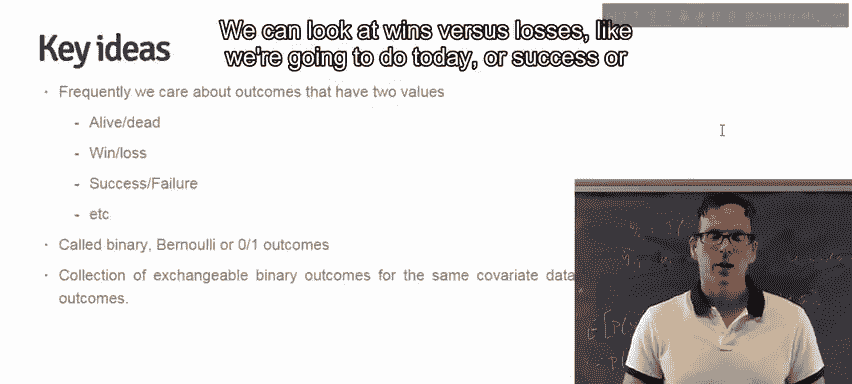 We can look at wins versus losses, like
we're going to do today, or success or
Key ideas
· Frequently we care about outcomes that have two values
- Alive/dead
- Win/loss
- Success/Failure
- etc
· Called binary, Bernoulli or 0/1 outcomes
· Collection of exchangeable binary outcomes for the same covariate data
outcomes.